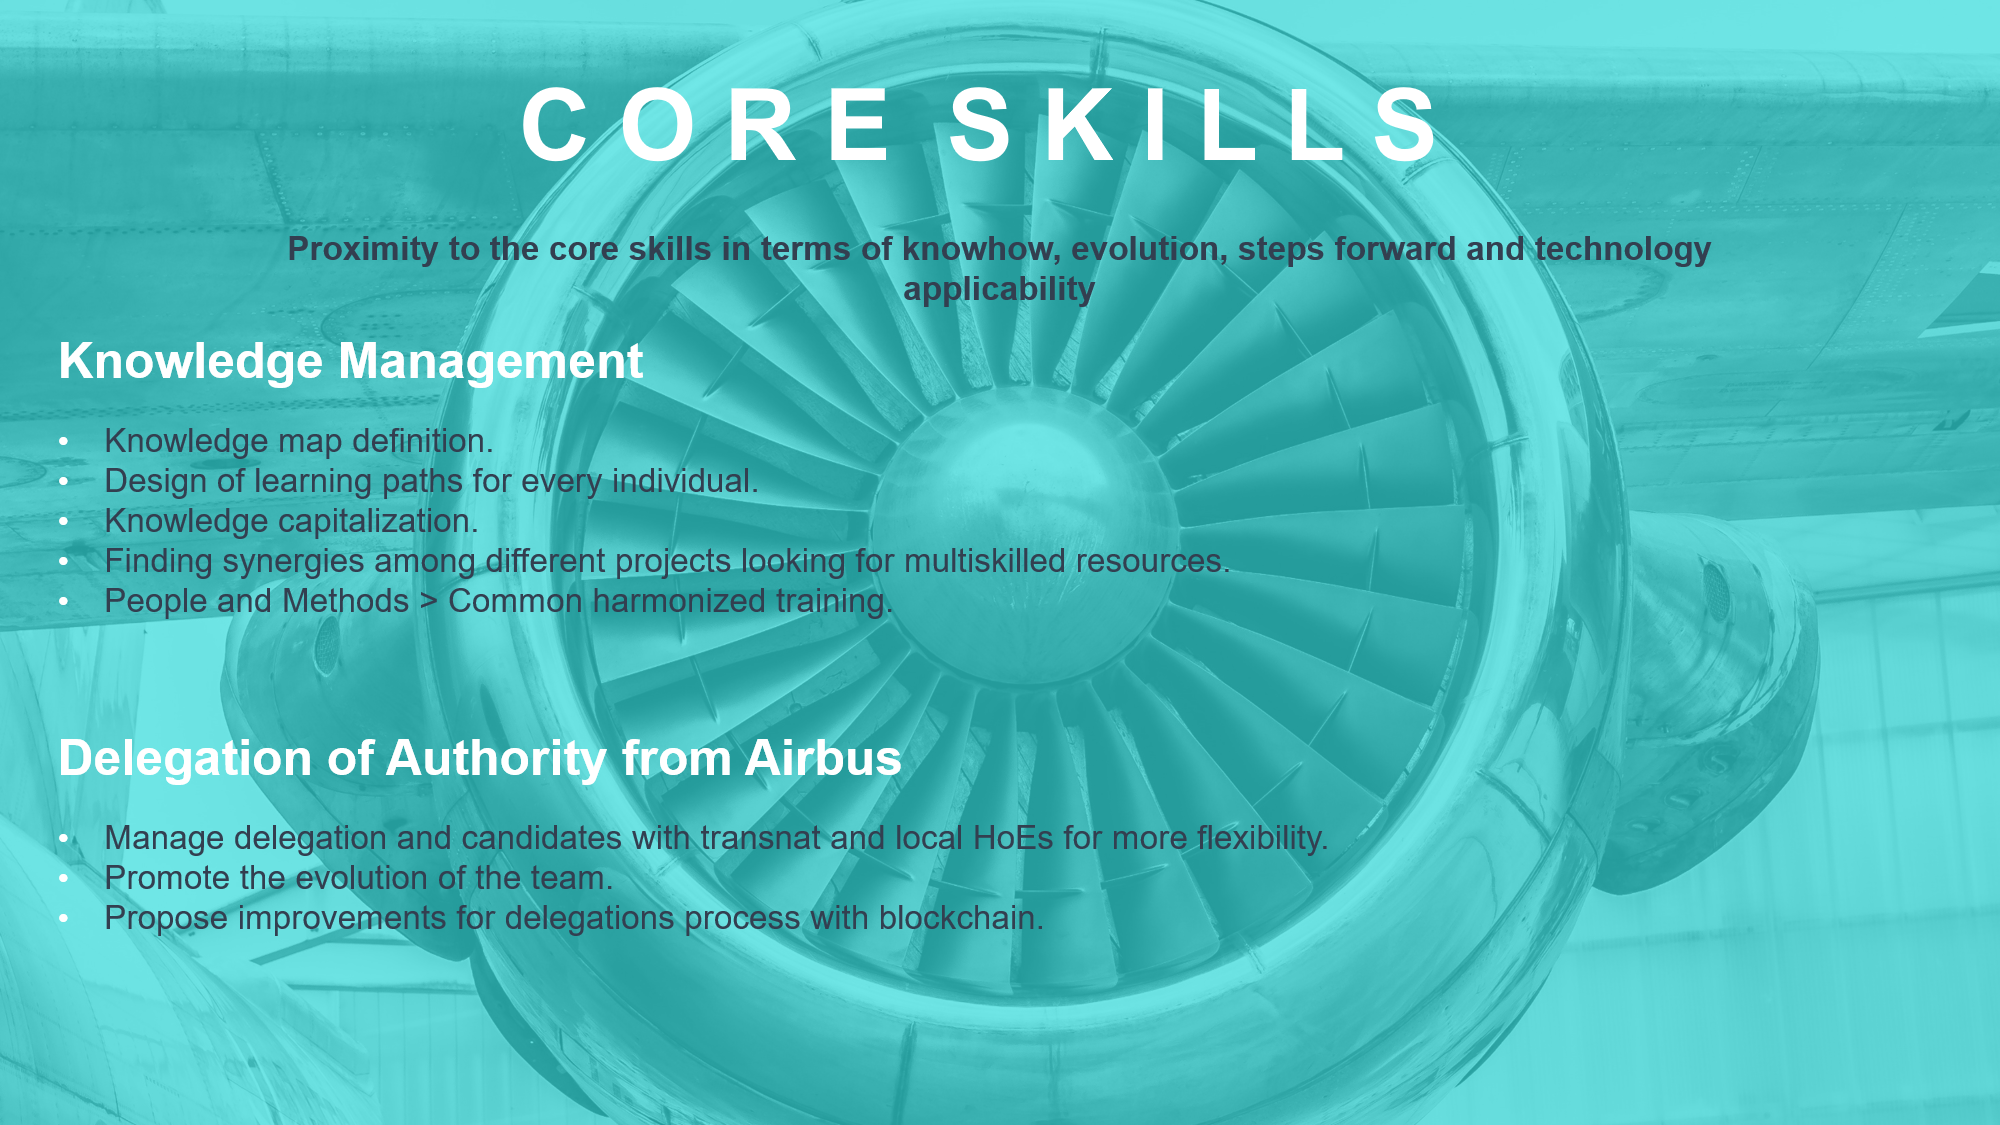 CORE SKILLS
Proximity to the core skills in terms of knowhow, evolution, steps forward and technology
applicability
Knowledge Management
• Knowledge map definition.
• Design of learning paths for every individual.
• Knowledge capitalization.
• Finding synergies among different projects looking for multiskilled resources.
• People and Methods > Common harmonized training.
Delegation of Authority from Airbus
• Manage delegation and candidates with transnat and local HoEs for more flexibility.
• Promote the evolution of the team.
• Propose improvements for delegations process with blockchain.